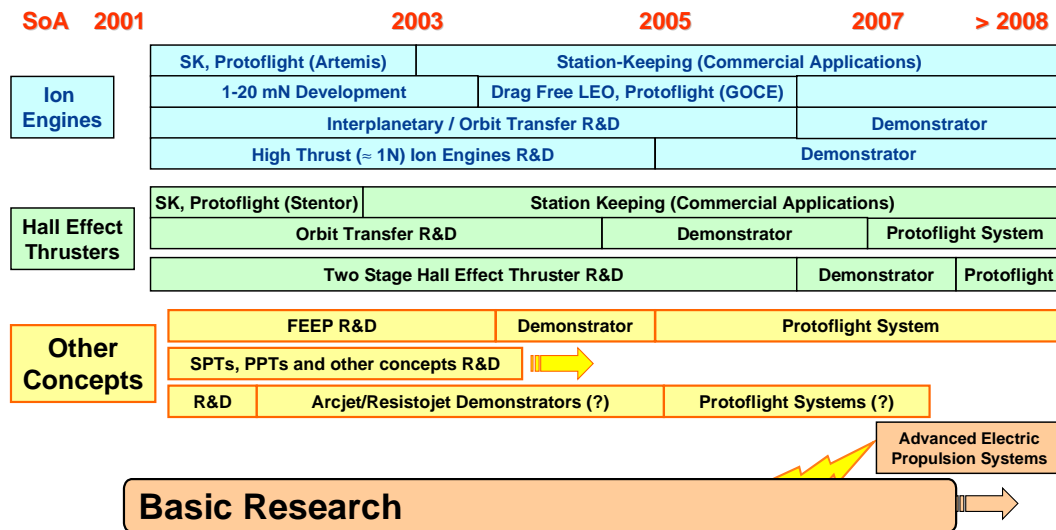 SoA 2001 2003 2005 2007 > 2008
Ion
Engines
SK, Protoflight (Artemis) Station-Keeping (Commercial Applications)
1-20 mN Development Drag Free LEO, Protoflight (GOCE)
Interplanetary / Orbit Transfer R&D Demonstrator
High Thrust (≈ 1N) Ion Engines R&D Demonstrator
Hall Effect
Thrusters
SK, Protoflight (Stentor) Station Keeping (Commercial Applications)
Orbit Transfer R&D Demonstrator Protoflight System
Two Stage Hall Effect Thruster R&D Demonstrator Protoflight
Other
Concepts
FEEP R&D Demonstrator Protoflight System
SPTs, PPTs and other concepts R&D
R&D Arcjet/Resistojet Demonstrators (?) Protoflight Systems (?)
Advanced Electric
Propulsion Systems
Basic Research